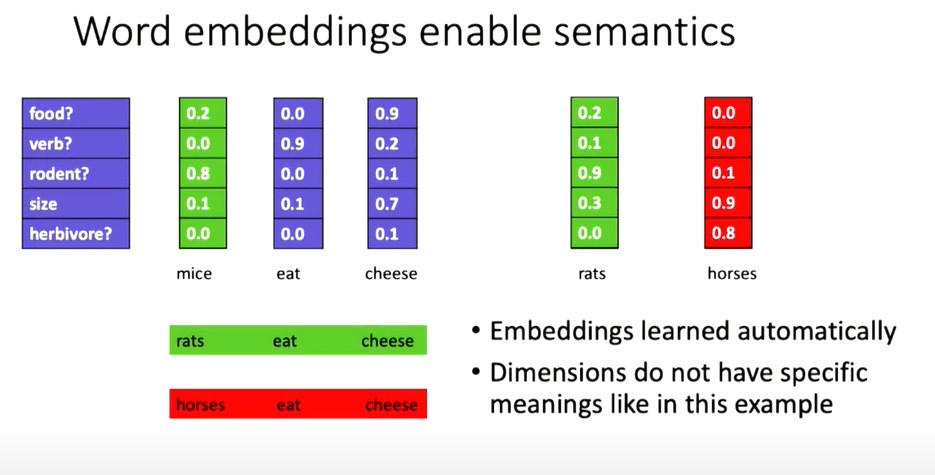 Word embeddings enable semantics
food? 0.2 0.0 0.9 0.2 0.0
verb? 0.0 0.9 0.2 0.1 0.0
rodent? 0.8 0.0 0.1 0.9 0.1
size 0.1 0.1 0.7 0.3 0.9
herbivore? 0.0 0.0 0.1 0.0 0.8
mice eat cheese rats horses
rats eat cheese
horses eat cheese
• Embeddings learned automatically
• Dimensions do not have specific
meanings like in this example